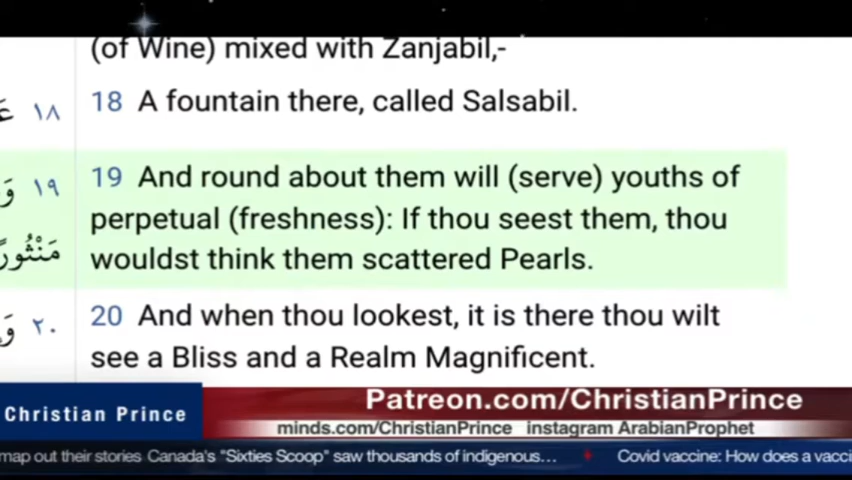 (of Wine) mixed with Zanjabil,-
١٨ 18 A fountain there, called Salsabil.
١٩ 19 And round about them will (serve) youths of
perpetual (freshness): If thou seest them, thou
مَنْثُورً
wouldst think them scattered Pearls.
٢٠ 20 And when thou lookest, it is there thou wilt
see a Bliss and a Realm Magnificent.
Christian Prince
Patreon.com/ChristianPrince
minds.com/ChristianPrince instagram ArabianProphet
map out their stories Canada's "Sixties Scoop" saw thousands of indigenous... Covid vaccine: How does a vacci